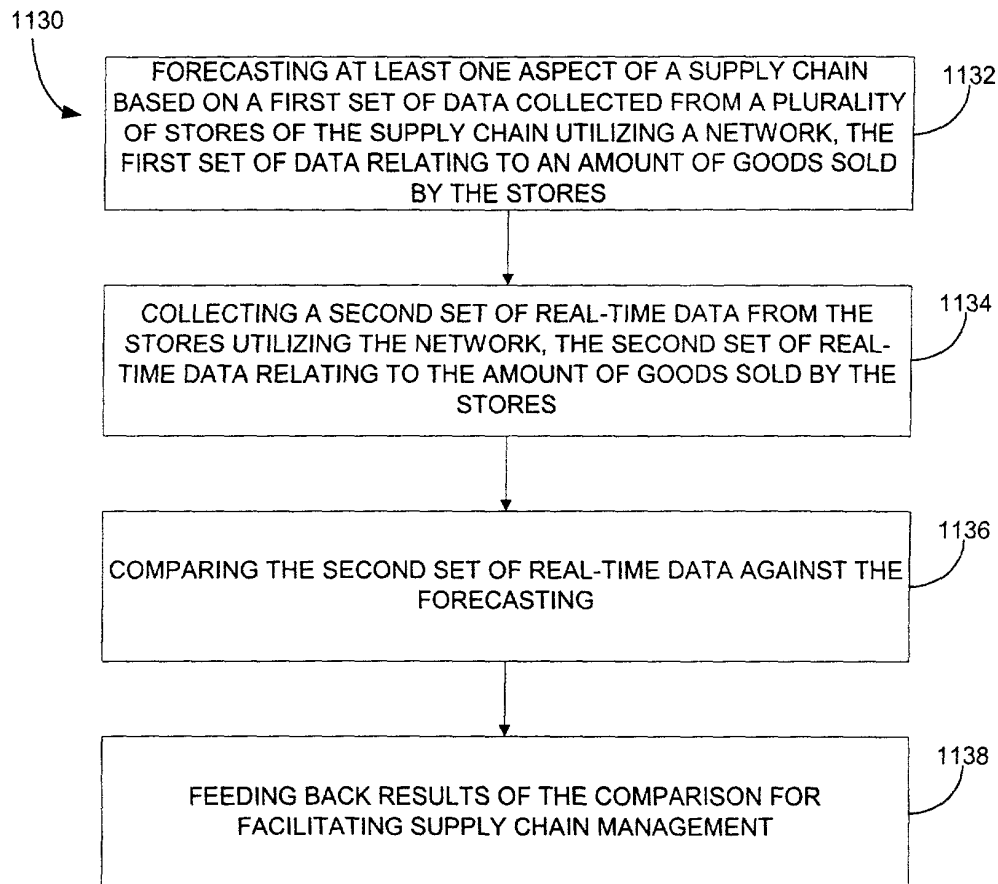 1130
FORECASTING AT LEAST ONE ASPECT OF A SUPPLY CHAIN
BASED ON A FIRST SET OF DATA COLLECTED FROM A PLURALITY
OF STORES OF THE SUPPLY CHAIN UTILIZING A NETWORK, THE
FIRST SET OF DATA RELATING TO AN AMOUNT OF GOODS SOLD
BY THE STORES
1132
COLLECTING A SECOND SET OF REAL-TIME DATA FROM THE
STORES UTILIZING THE NETWORK, THE SECOND SET OF REAL-
TIME DATA RELATING TO THE AMOUNT OF GOODS SOLD BY THE
STORES
1134
COMPARING THE SECOND SET OF REAL-TIME DATA AGAINST THE
FORECASTING
1136
FEEDING BACK RESULTS OF THE COMPARISON FOR
FACILITATING SUPPLY CHAIN MANAGEMENT
1138